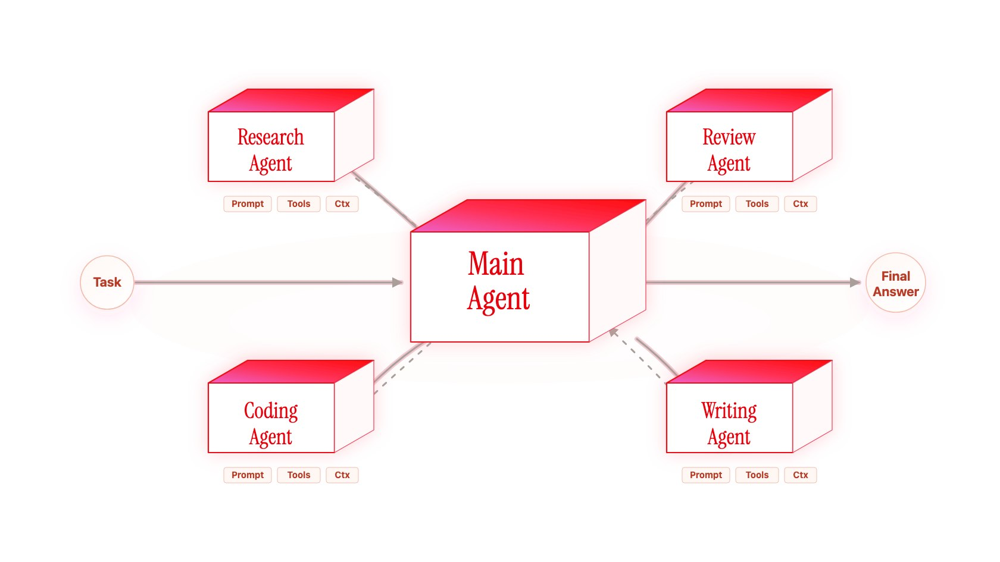 Research
Agent
Prompt Tools Ctx
Review
Agent
Prompt Tools Ctx
Task
Main
Agent
Final
Answer
Coding
Agent
Prompt Tools Ctx
Writing
Agent
Prompt Tools Ctx